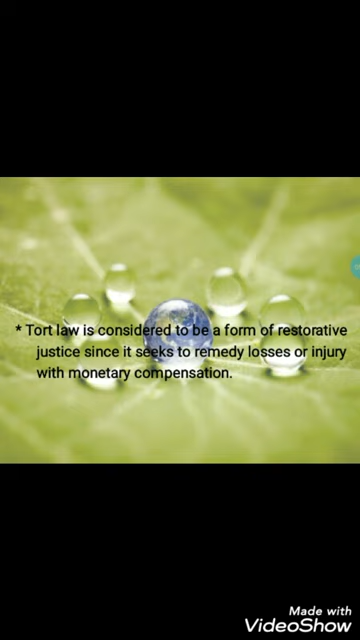 * Tort law is considered to be a form of restorative
justice since it seeks to remedy losses or injury
with monetary compensation.
Made with
VideoShow